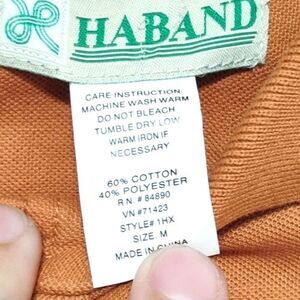 HABAND
CARE INSTRUCTION:
MACHINE WASH WARM
DO NOT BLEACH
TUMBLE DRY LOW
WARM IRON IF
NECESSARY
60% COTTON
40% POLYESTER
R N # 84890
VN #71423
STYLE# 1HX
SIZE: M
MADE IN CHINA